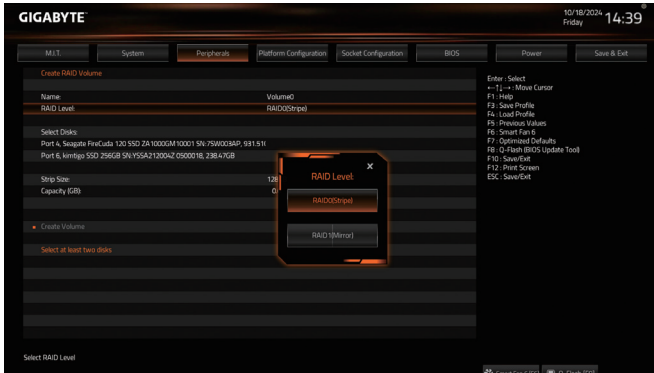 GIGABYTE™
10/18/2024 14:39
Friday
M.I.T. System Peripherals Platform Configuration Socket Configuration BIOS Power Save & Exit
Create RAID Volume
Name: Volume0
RAID Level: RAID0(Stripe)
Select Disks:
Port 4, Seagate FireCuda 120 SSD ZA1000GM10001 SN:7SW003AP, 931.51
Port 6, kimtigo SSD 256GB SN:YSSA212004Z 0500018, 238.47GB
Strip Size: 128
Capacity (GB): 0.
Create Volume
Select at least two disks
x
RAID Level:
RAID0(Stripe)
RAID1(Mirror)
Enter : Select
←↑↓→ : Move Cursor
F1 : Help
F3 : Save Profile
F4 : Load Profile
F5 : Previous Values
F6 : Smart Fan 6
F7 : Optimized Defaults
F8 : Q-Flash (BIOS Update Tool)
F10 : Save/Exit
F12 : Print Screen
ESC : Save/Exit
Select RAID Level